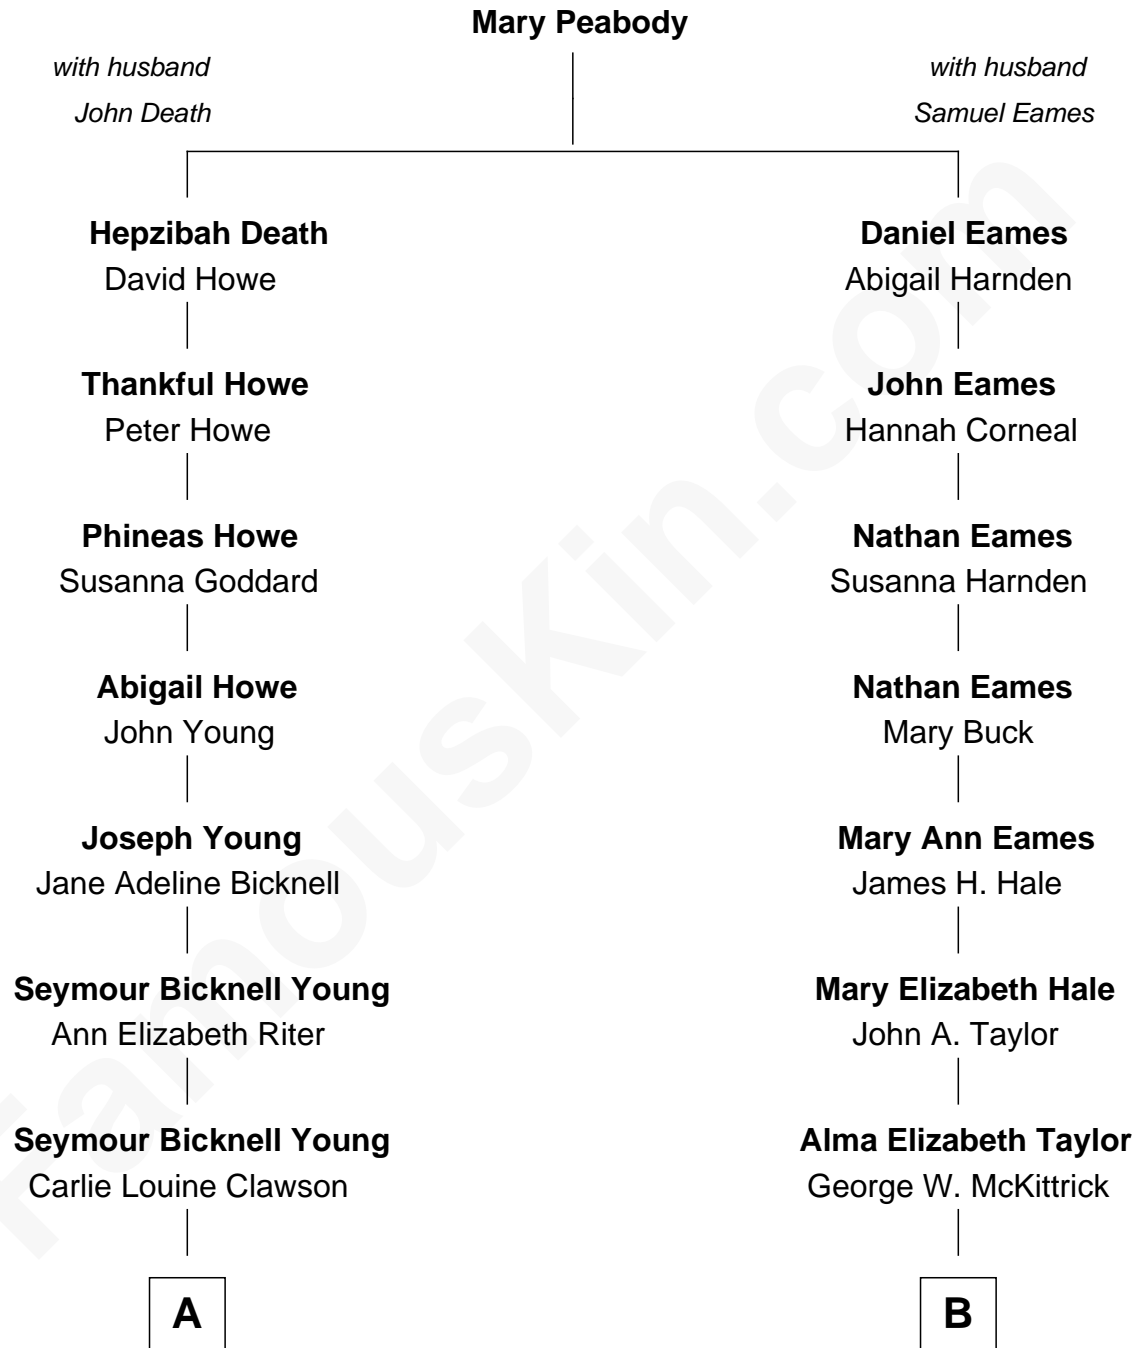 Mary Peabody
with husband
John Death
with husband
Samuel Eames
Hepzibah Death
David Howe
Daniel Eames
Abigail Harnden
Thankful Howe
Peter Howe
John Eames
Hannah Corneal
Phineas Howe
Susanna Goddard
Nathan Eames
Susanna Harnden
Abigail Howe
John Young
Nathan Eames
Mary Buck
Joseph Young
Jane Adeline Bicknell
Mary Ann Eames
James H. Hale
Seymour Bicknell Young
Ann Elizabeth Riter
Mary Elizabeth Hale
John A. Taylor
Seymour Bicknell Young
Carlie Louine Clawson
Alma Elizabeth Taylor
George W. McKittrick
A
B
FamousKin.com